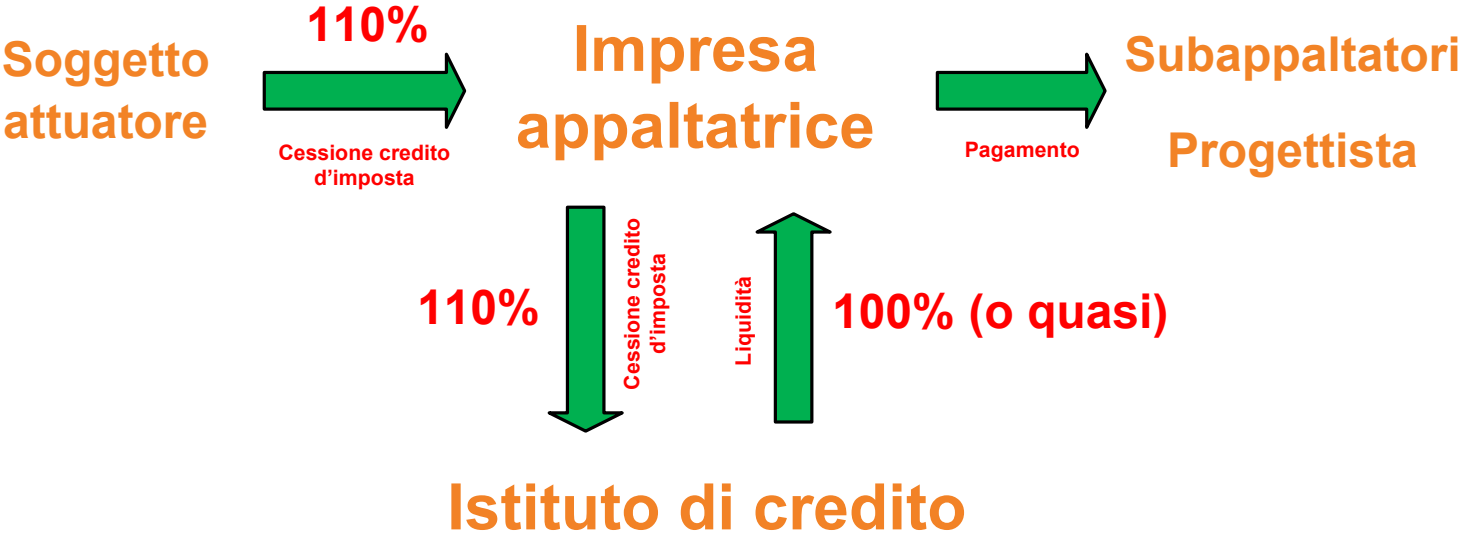 110%
Soggetto
attuatore
Cessione credito
d’imposta
Impresa
appaltatrice
Pagamento
Subappaltatori
Progettista
110%
Cessione credito
d’imposta
Liquidità
100% (o quasi)
Istituto di credito